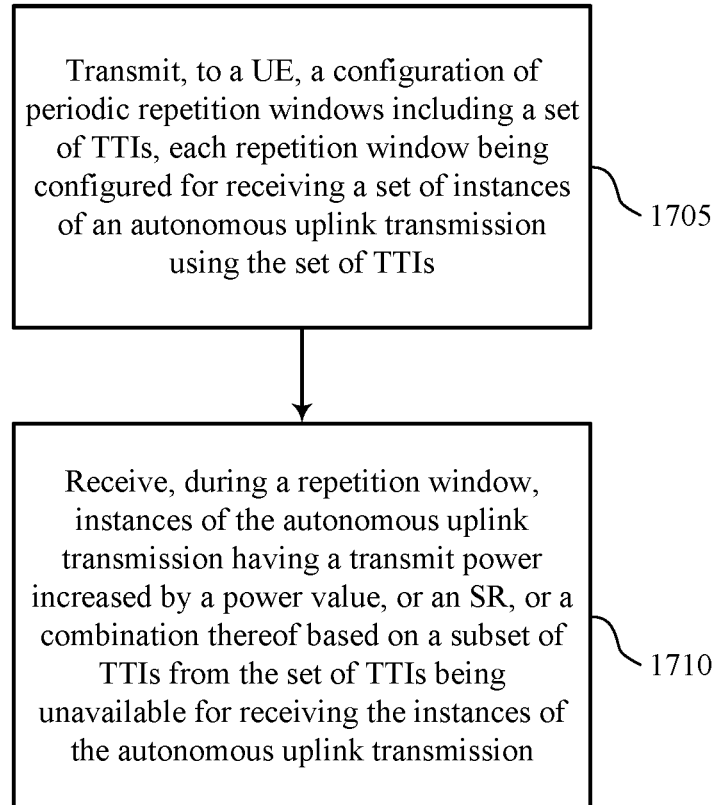 Transmit, to a UE, a configuration of
periodic repetition windows including a set
of TTIs, each repetition window being
configured for receiving a set of instances
of an autonomous uplink transmission
using the set of TTIs
1705
Receive, during a repetition window,
instances of the autonomous uplink
transmission having a transmit power
increased by a power value, or an SR, or a
combination thereof based on a subset of
TTIs from the set of TTIs being
unavailable for receiving the instances of
the autonomous uplink transmission
1710